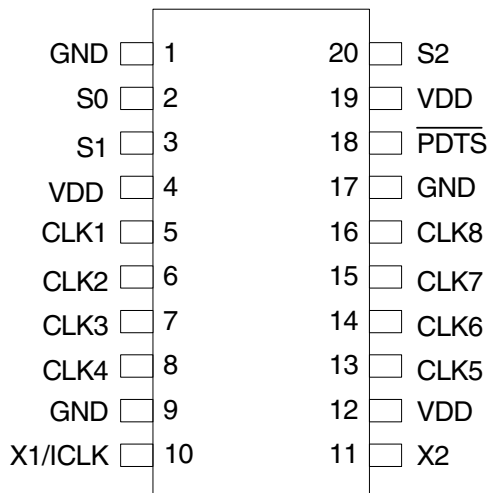 GND 1 20 S2
S0 2 19 VDD
S1 3 18 PDTS
VDD 4 17 GND
CLK1 5 16 CLK8
CLK2 6 15 CLK7
CLK3 7 14 CLK6
CLK4 8 13 CLK5
GND 9 12 VDD
X1/ICLK 10 11 X2